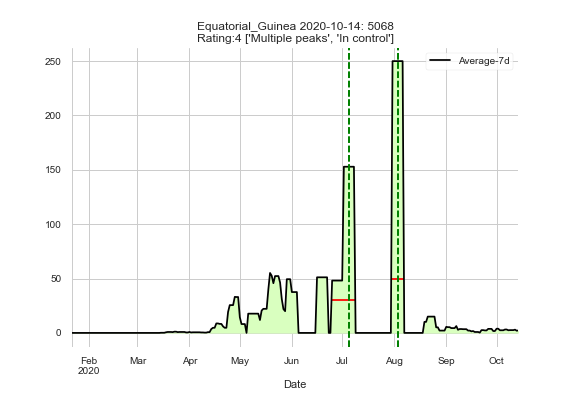 Equatorial_Guinea 2020-10-14: 5068
Rating:4 ['Multiple peaks', 'In control']
Average-7d
250
200
150
100
50
0
Feb Mar Apr May Jun Jul Aug Sep Oct
2020
Date